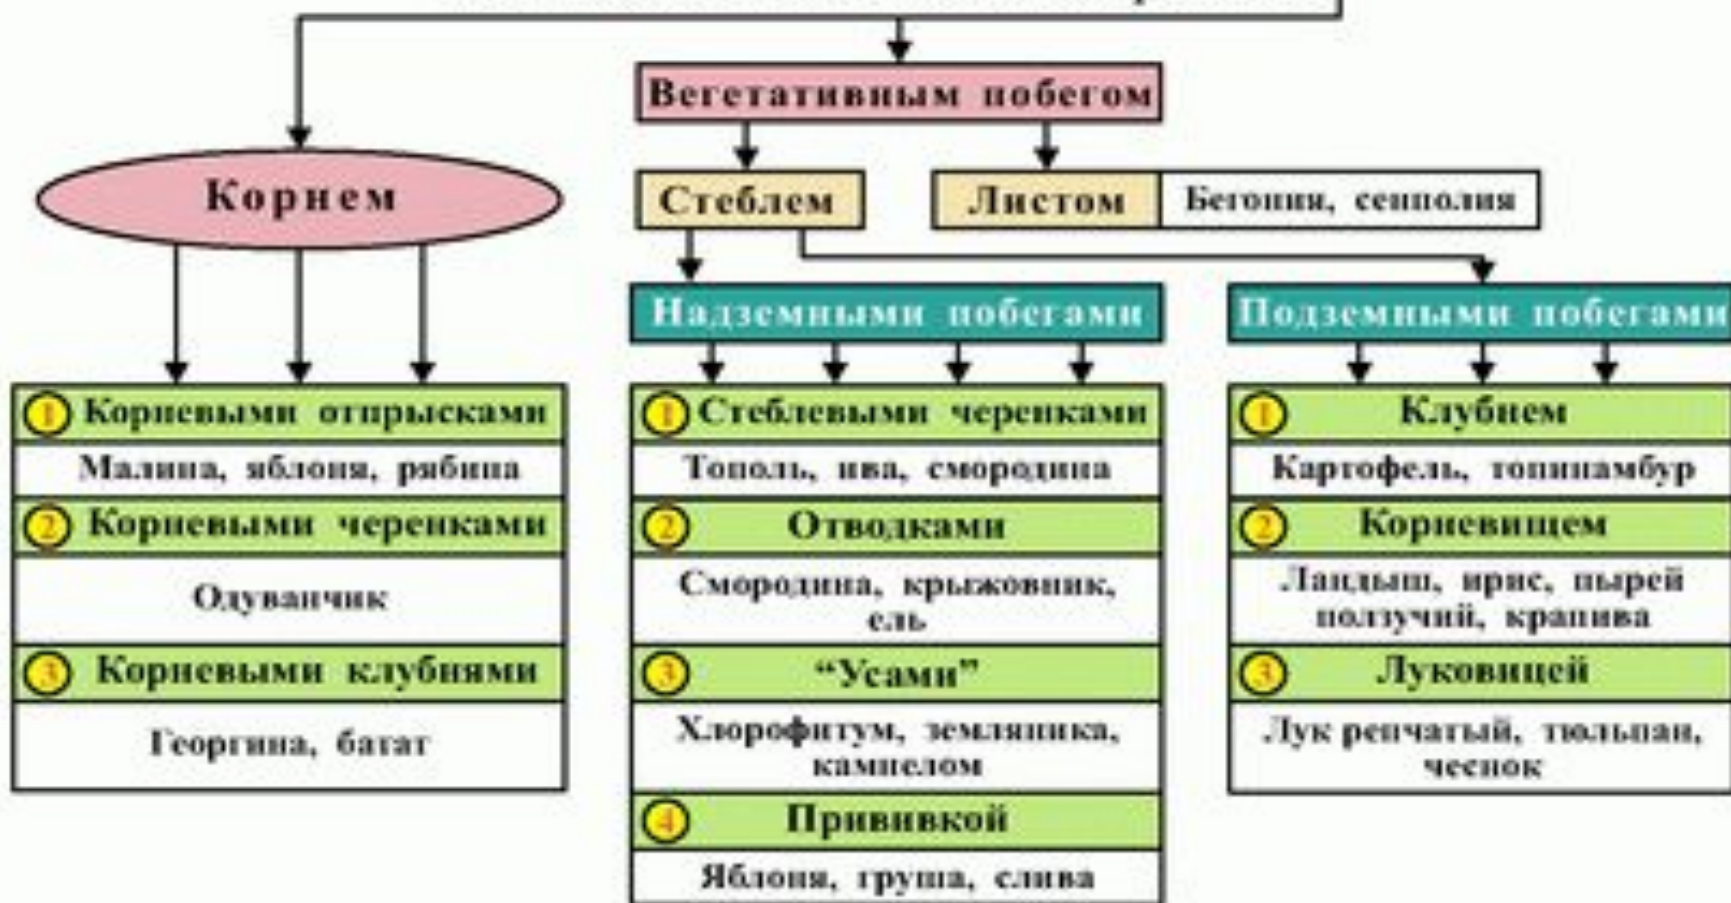 Вегетативным побегом
Корнем
Стеблем
Листом
Бегония, сенполия
Надземными побегами
Подземными побегами
1 Корневыми отпрысками
Малина, яблоня, рябина
2 Корневыми черенками
Одуванчик
3 Корневыми клубнями
Георгина, батат
1 Стеблевыми черенками
Тополь, ива, смородина
2 Отводками
Смородина, крыжовник,
ель
3 “Усами”
Хлорофитум, земляника,
кампелом
4 Прививкой
Яблоня, груша, слива
1 Клубнем
Картофель, топинамбур
2 Корневищем
Ландыш, ирис, пырей
ползучий, крапива
3 Луковицей
Лук репчатый, тюльпан,
чеснок